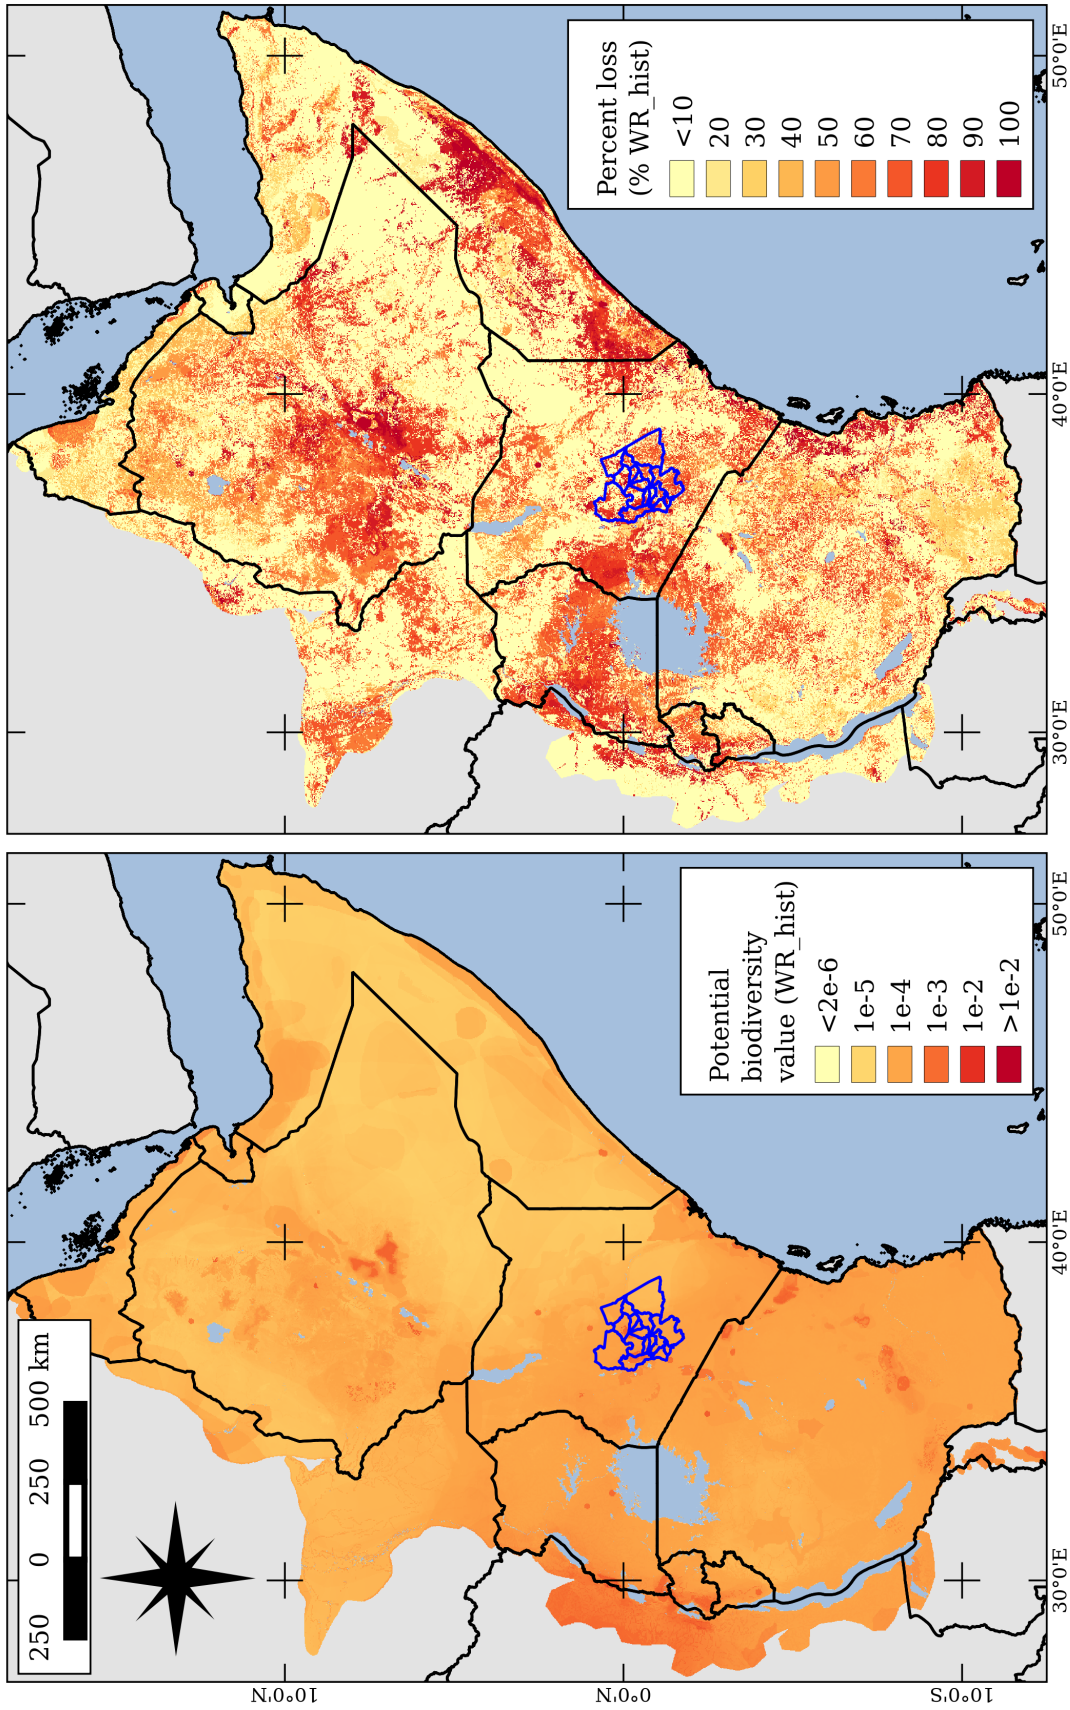 250 0 250 500 km
10°0'N
0°0'N
10°0'S
Potential
biodiversity
value (WR_hist)
<2e-6
1e-5
1e-4
1e-3
1e-2
>1e-2
30°0'E 40°0'E 50°0'E
Percent loss
(% WR_hist)
<10
20
30
40
50
60
70
80
90
100
30°0'E 40°0'E 50°0'E